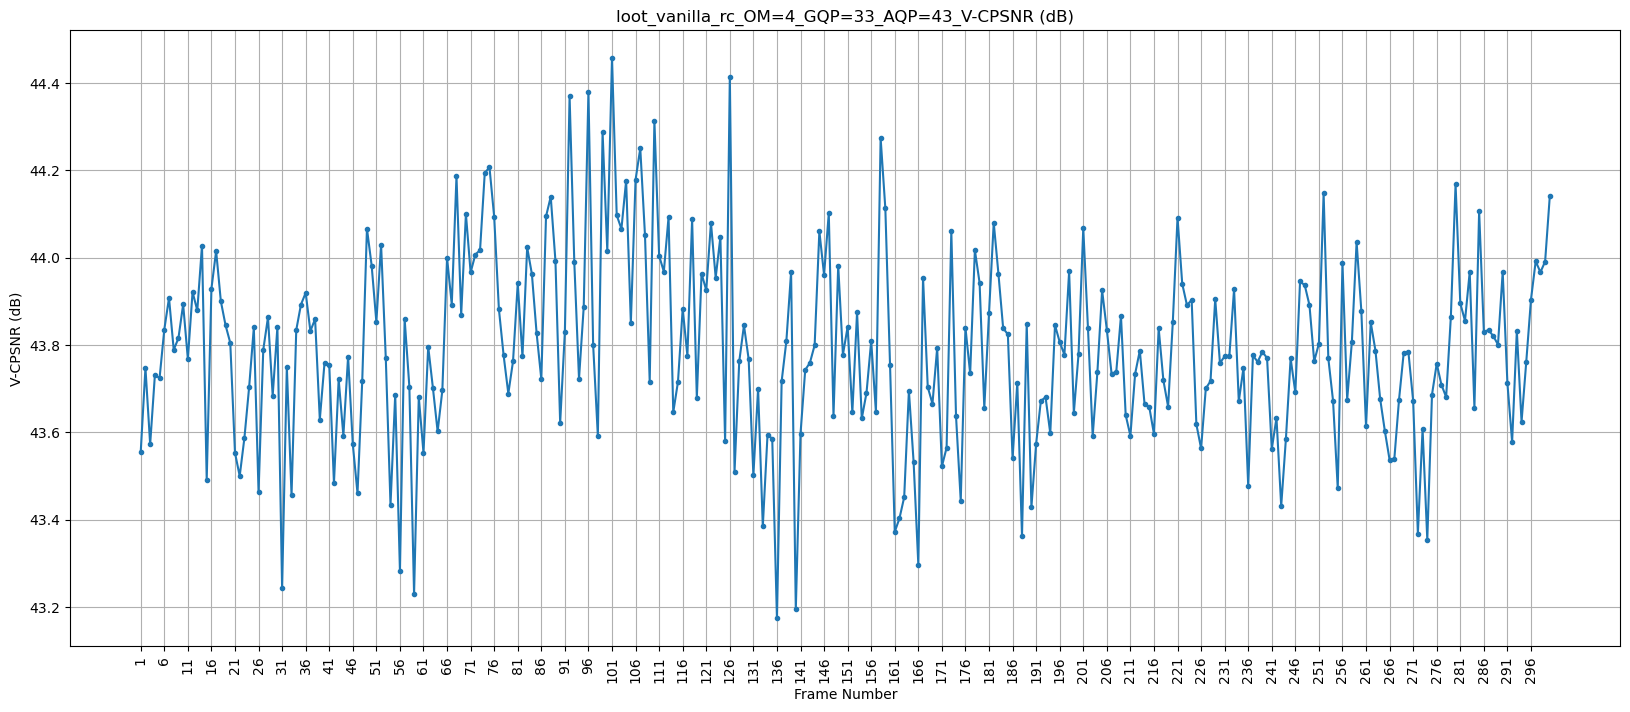 loot_vanilla_rc_OM=4_GQP=33_AQP=43_V-CPSNR (dB)
V-CPSNR (dB)
44.4
44.2
44.0
43.8
43.6
43.4
43.2
1 6 11 16 21 26 31 36 41 46 51 56 61 66 71 76 81 86 91 96 101 106 111 116 121 126 131 136 141 146 151 156 161 166 171 176 181 186 191 196 201 206 211 216 221 226 231 236 241 246 251 256 261 266 271 276 281 286 291 296
Frame Number